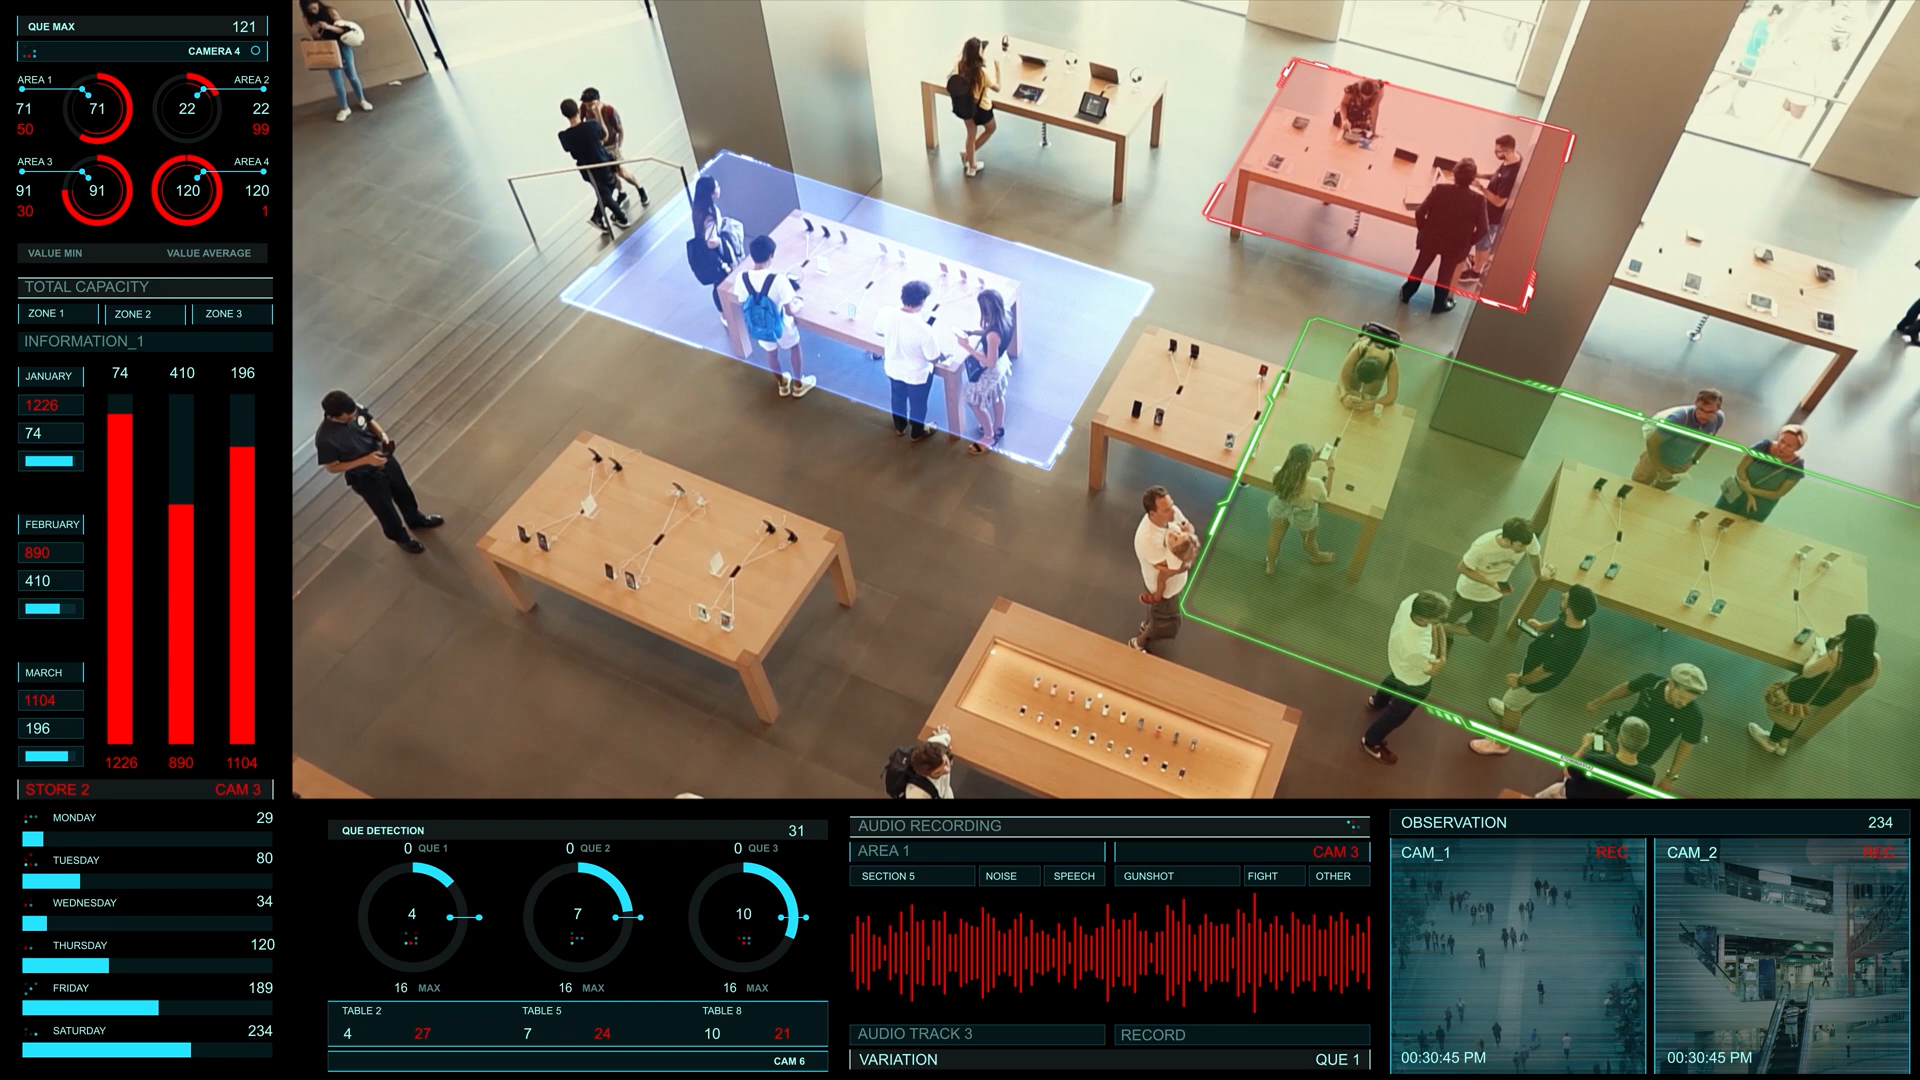 QUE MAX 121
CAMERA 4
AREA 1 AREA 2
71 71 22 22
50 99
AREA 3 AREA 4
91 91 120 120
30 1
VALUE MIN VALUE AVERAGE
TOTAL CAPACITY
ZONE 1 ZONE 2 ZONE 3
INFORMATION_1
JANUARY 74 410 196
1226
74
FEBRUARY
890
410
MARCH
1104
196
1226 890 1104
STORE 2 CAM 3
MONDAY 29
TUESDAY 80
WEDNESDAY 34
THURSDAY 120
FRIDAY 189
SATURDAY 234
QUE DETECTION 31
0 QUE 1 0 QUE 2 0 QUE 3
4 7 10
16 MAX 16 MAX 16 MAX
TABLE 2 TABLE 5 TABLE 8
4 27 7 24 10 21
CAM 6
AUDIO RECORDING
AREA 1 CAM 3
SECTION 5 NOISE SPEECH GUNSHOT FIGHT OTHER
AUDIO TRACK 3 RECORD
VARIATION QUE 1
OBSERVATION 234
CAM_1 REC CAM_2 REC
00:30:45 PM 00:30:45 PM